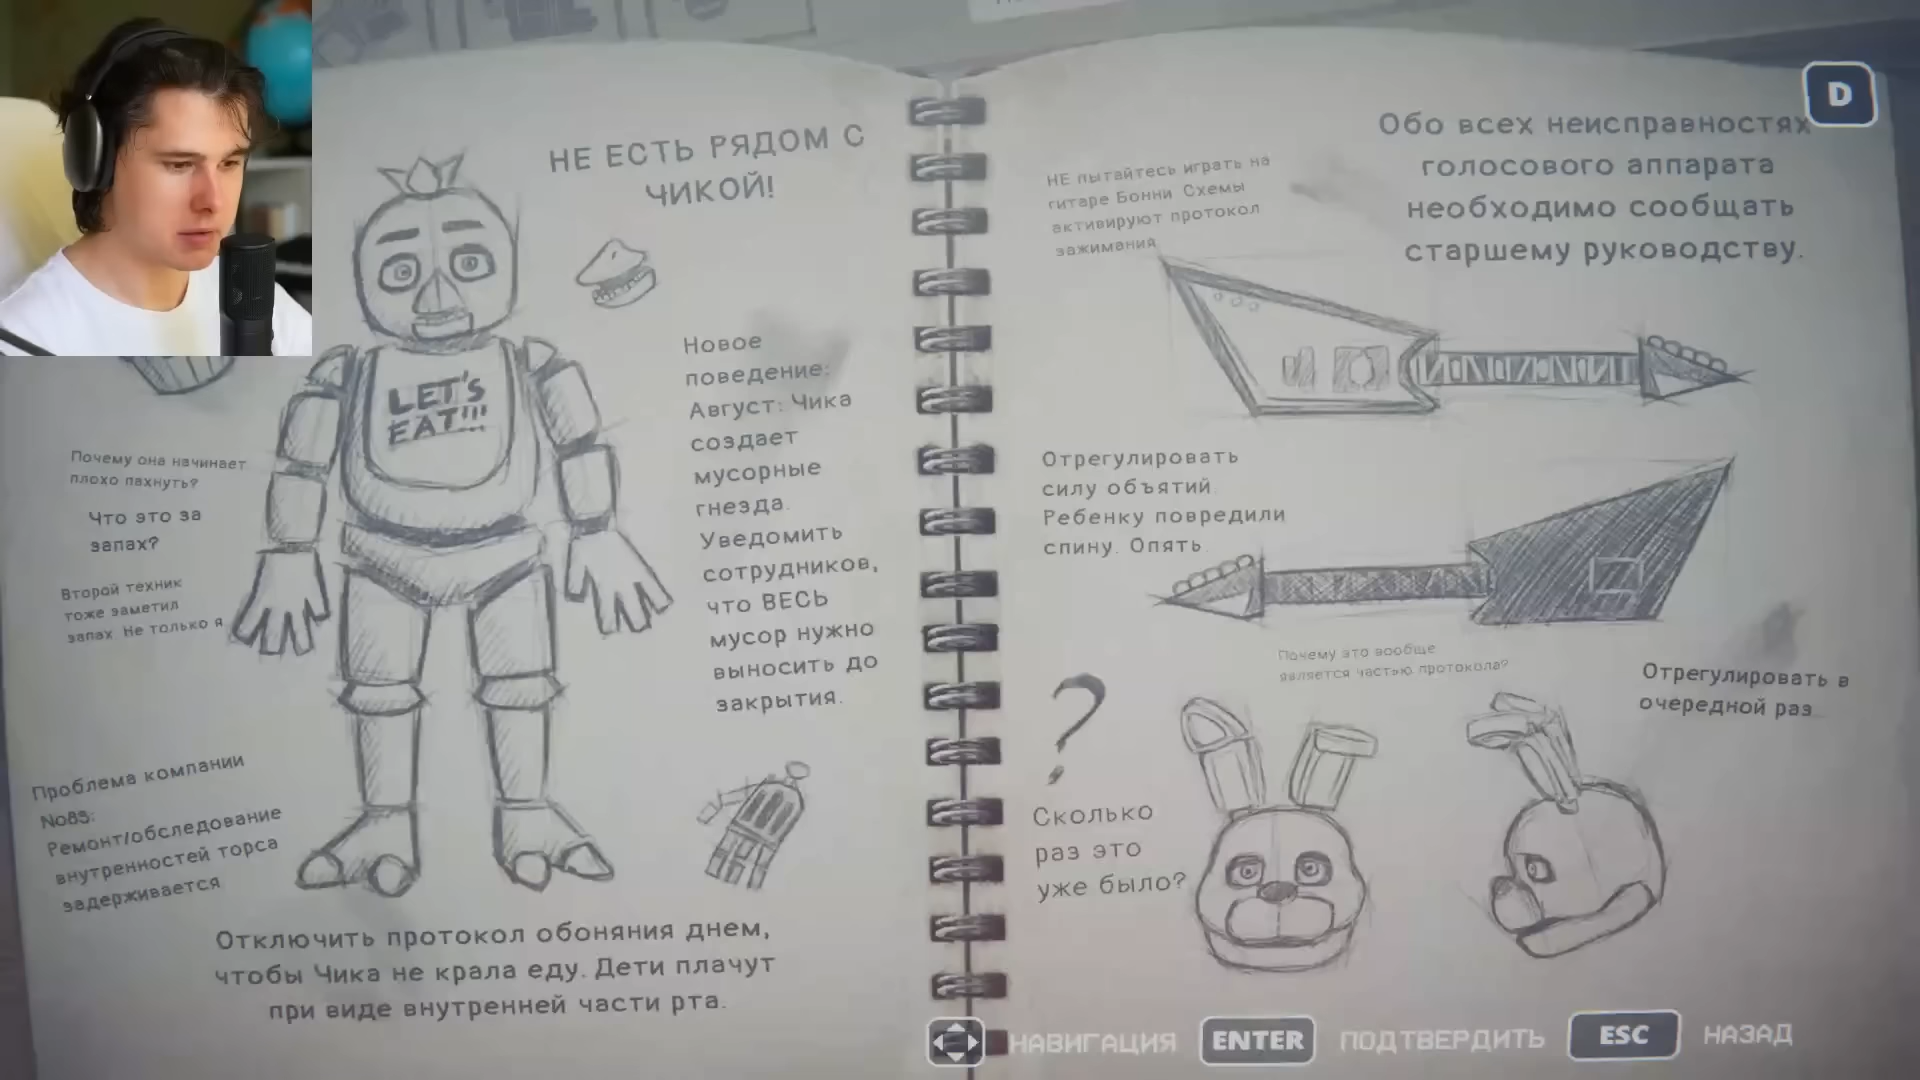 НЕ ЕСТЬ РЯДОМ С
ЧИКОЙ!
LET'S
EAT!!!
Новое
поведение:
Август: Чика
создает
мусорные
гнезда.
Уведомить
сотрудников,
что ВЕСЬ
мусор нужно
выносить до
закрытия.
Почему она начинает
плохо пахнуть?
Что это за
запах?
Второй техник
тоже заметил
запах. Не только я
Проблема компании
No85:
Ремонт/обследование
внутренностей торса
задерживается
Отключить протокол обоняния днем,
чтобы Чика не крала еду. Дети плачут
при виде внутренней части рта.
D
Обо всех неисправностях
голосового аппарата
необходимо сообщать
старшему руководству.
НЕ пытайтесь играть на
гитаре Бонни. Схемы
активируют протокол
зажимания
Отрегулировать
силу объятий.
Ребенку повредили
спину. Опять.
Почему это вообще
является частью протокола?
Отрегулировать в
очередной раз.
?
Сколько
раз это
уже было?
НАВИГАЦИЯ
ENTER
ПОДТВЕРДИТЬ
ESC
НАЗАД